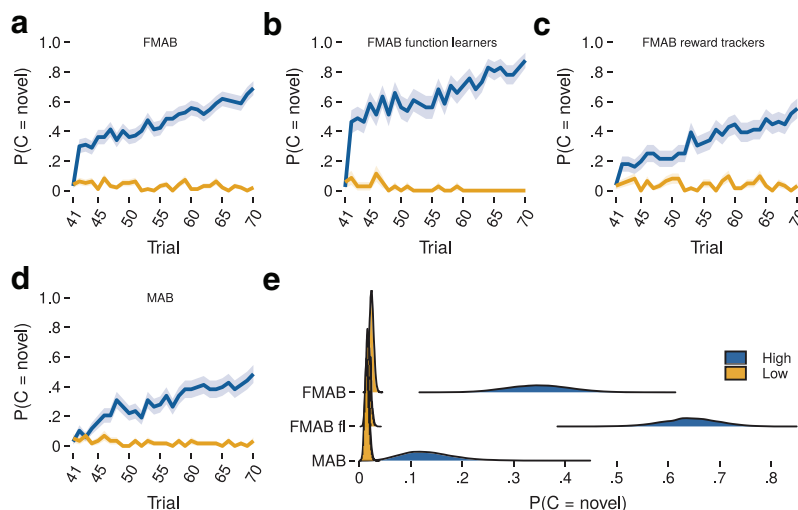 a
FMAB
P(C = novel)
1.0
.8
.6
.4
.2
0
41
45
50
55
60
65
70
Trial
b
FMAB function learners
P(C = novel)
1.0
.8
.6
.4
.2
0
41
45
50
55
60
65
70
Trial
c
FMAB reward trackers
P(C = novel)
1.0
.8
.6
.4
.2
0
41
45
50
55
60
65
70
Trial
d
MAB
P(C = novel)
1.0
.8
.6
.4
.2
0
41
45
50
55
60
65
70
Trial
e
High
Low
FMAB
FMAB fl
MAB
0 .1 .2 .3 .4 .5 .6 .7 .8
P(C = novel)